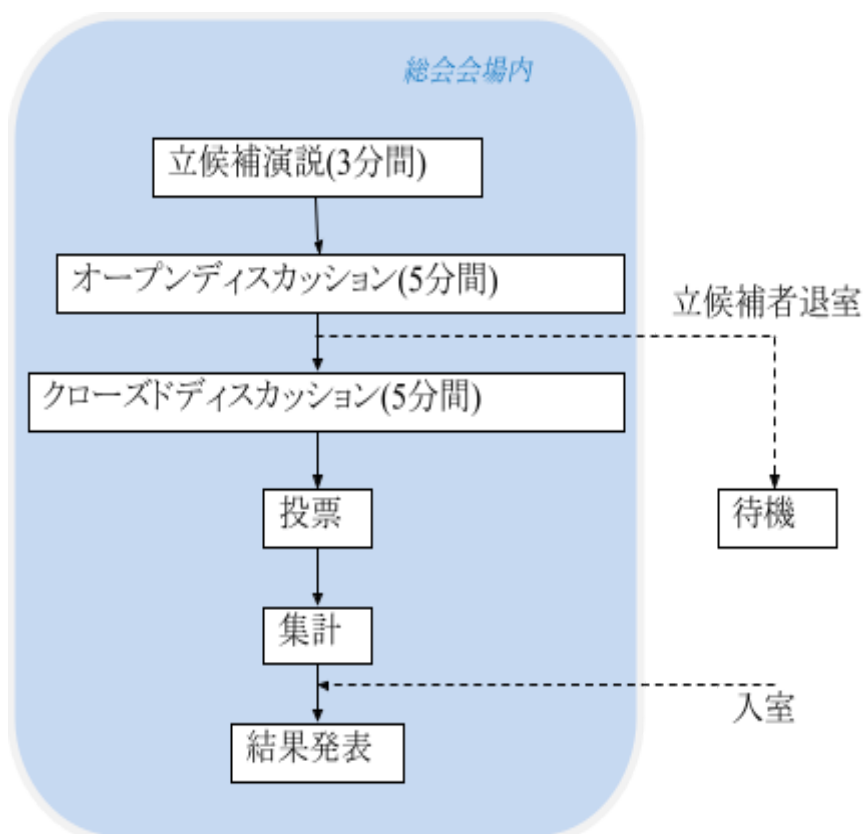 総会会場内
立候補演説(3分間)
オープンディスカッション(5分間)
立候補者退室
クローズドディスカッション(5分間)
投票
待機
集計
入室
結果発表